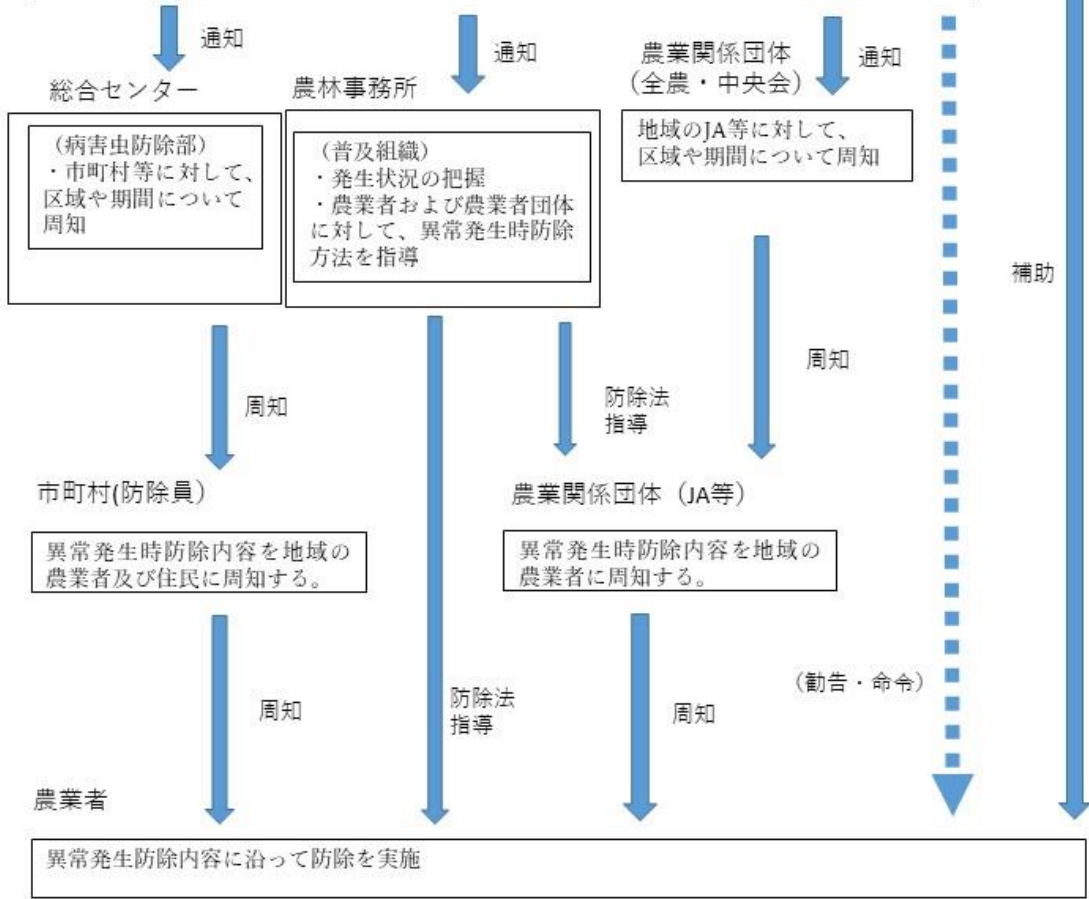 通知
通知
農業関係団体
(全農・中央会)
通知
総合センター
農林事務所
(病害虫防除部)
・市町村等に対して、
区域や期間について
周知
(普及組織)
・発生状況の把握
・農業者および農業者団体
に対して、異常発生時防除
方法を指導
地域のJA等に対して、
区域や期間について周知
補助
周知
防除法
指導
周知
市町村(防除員)
農業関係団体(JA等)
異常発生時防除内容を地域の
農業者及び住民に周知する。
異常発生時防除内容を地域の
農業者に周知する。
周知
防除法
指導
周知
(勧告・命令)
農業者
異常発生防除内容に沿って防除を実施